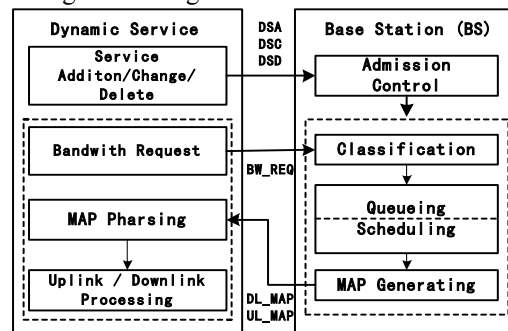 Dynamic Service
Service
Additon/Change/
Delete
Bandwith Request
MAP Pharsing
Uplink / Downlink
Processing
DSA
DSC
DSD
BW_REQ
DL_MAP
UL_MAP
Base Station (BS)
Admission
Control
Classification
Queueing
Scheduling
MAP Generating